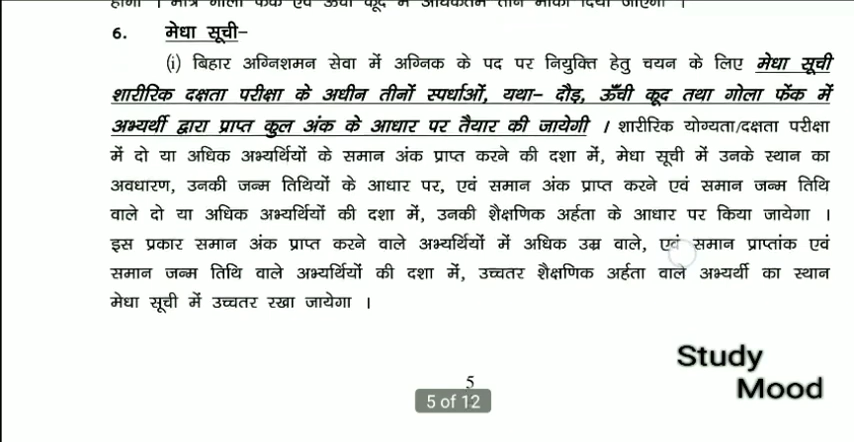 6. मेधा सूची–
(i) बिहार अग्निशमन सेवा में अग्निक के पद पर नियुक्ति हेतु चयन के लिए मेधा सूची
शारीरिक दक्षता परीक्षा के अधीन तीनों स्पर्धाओं, यथा– दौड़, ऊँची कूद तथा गोला फेंक में
अभ्यर्थी द्वारा प्राप्त कुल अंक के आधार पर तैयार की जायेगी । शारीरिक योग्यता/दक्षता परीक्षा
में दो या अधिक अभ्यर्थियों के समान अंक प्राप्त करने की दशा में, मेधा सूची में उनके स्थान का
अवधारण, उनकी जन्म तिथियों के आधार पर, एवं समान अंक प्राप्त करने एवं समान जन्म तिथि
वाले दो या अधिक अभ्यर्थियों की दशा में, उनकी शैक्षणिक अर्हता के आधार पर किया जायेगा ।
इस प्रकार समान अंक प्राप्त करने वाले अभ्यर्थियों में अधिक उम्र वाले, एवं समान प्राप्तांक एवं
समान जन्म तिथि वाले अभ्यर्थियों की दशा में, उच्चतर शैक्षणिक अर्हता वाले अभ्यर्थी का स्थान
मेधा सूची में उच्चतर रखा जायेगा ।
Study
Mood
5
5 of 12